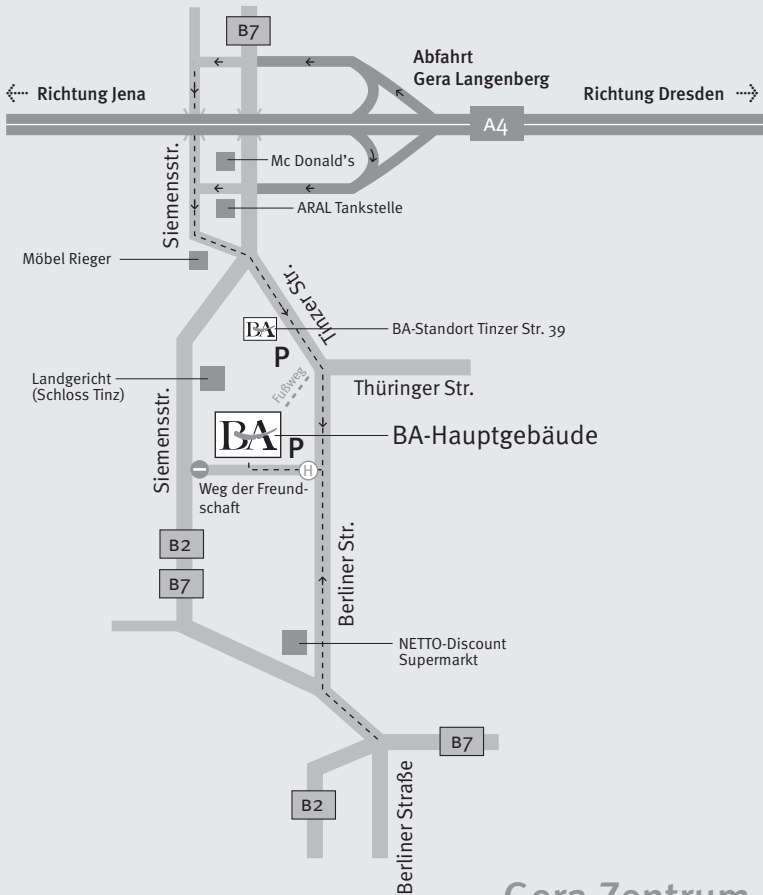 B7
Abfahrt
Gera Langenberg
Richtung Jena
Richtung Dresden
A4
Siemensstr.
Mc Donald's
ARAL Tankstelle
Möbel Rieger
Tinzer Str.
BA
BA-Standort Tinzer Str. 39
P
Fußweg
Thüringer Str.
Landgericht
(Schloss Tinz)
Siemensstr.
BA
P
BA-Hauptgebäude
H
Weg der Freund-
schaft
B2
B7
Berliner Str.
NETTO-Discount
Supermarkt
B7
B2
Berliner Straße
Gera Zentrum